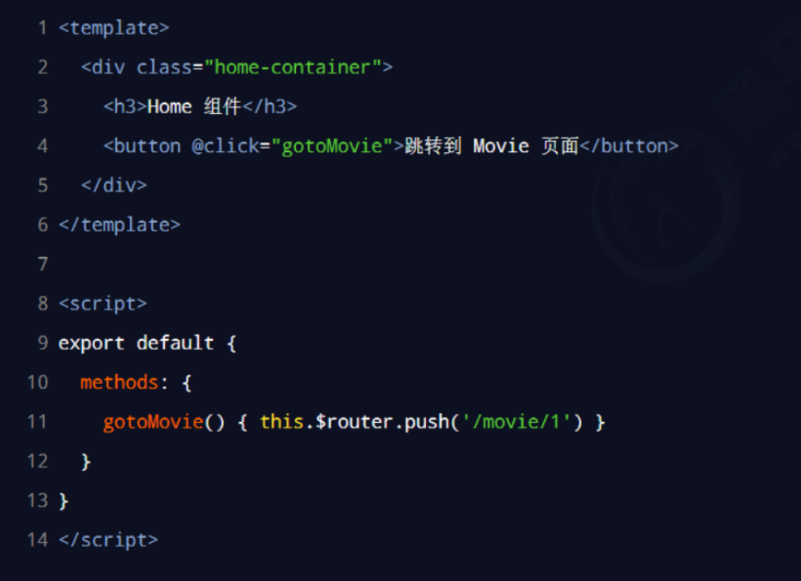 1 <template>
2   <div class="home-container">
3     <h3>Home 组件</h3>
4     <button @click="gotoMovie">跳转到 Movie 页面</button>
5   </div>
6 </template>
7
8 <script>
9 export default {
10   methods: {
11     gotoMovie() { this.$router.push('/movie/1') }
12   }
13 }
14 </script>